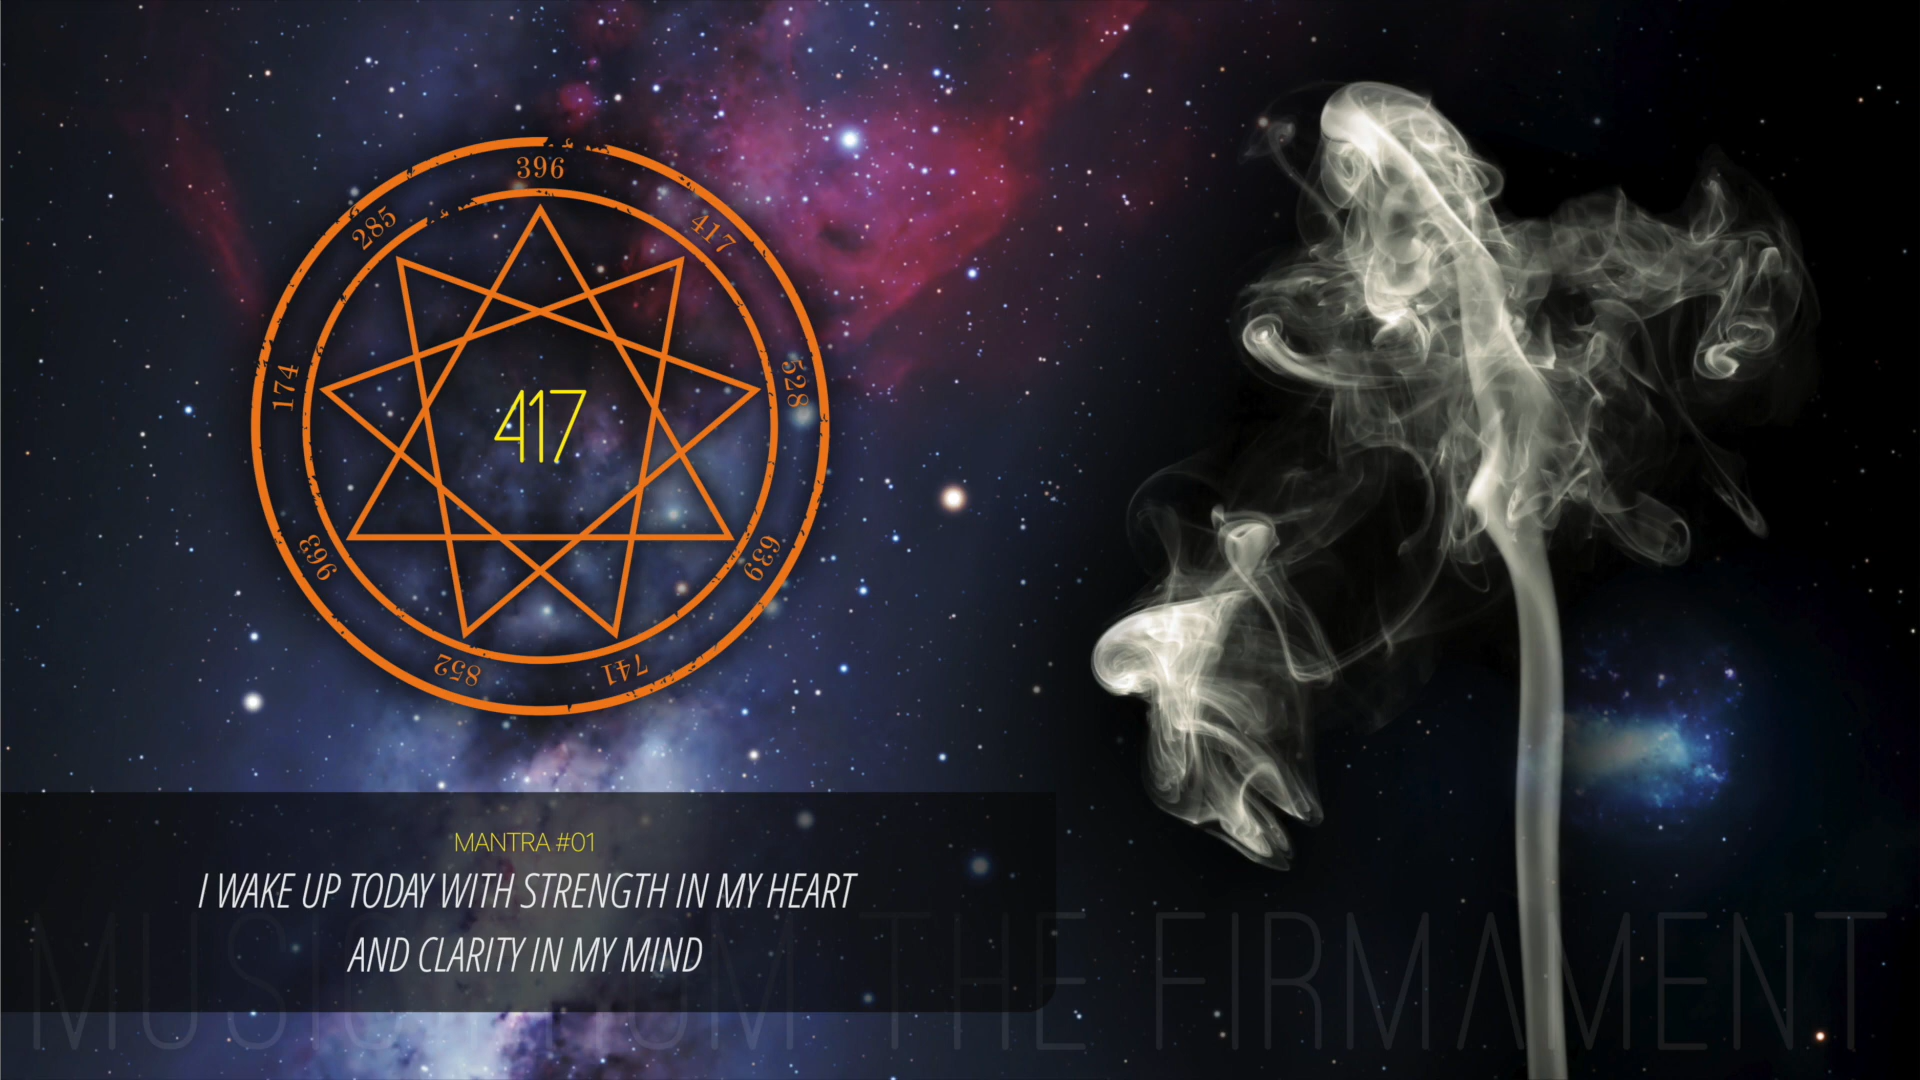 396
417
528
639
741
852
963
174
285
417
MANTRA #01
I WAKE UP TODAY WITH STRENGTH IN MY HEART
AND CLARITY IN MY MIND
MUSIC FROM THE FIRMAMENT